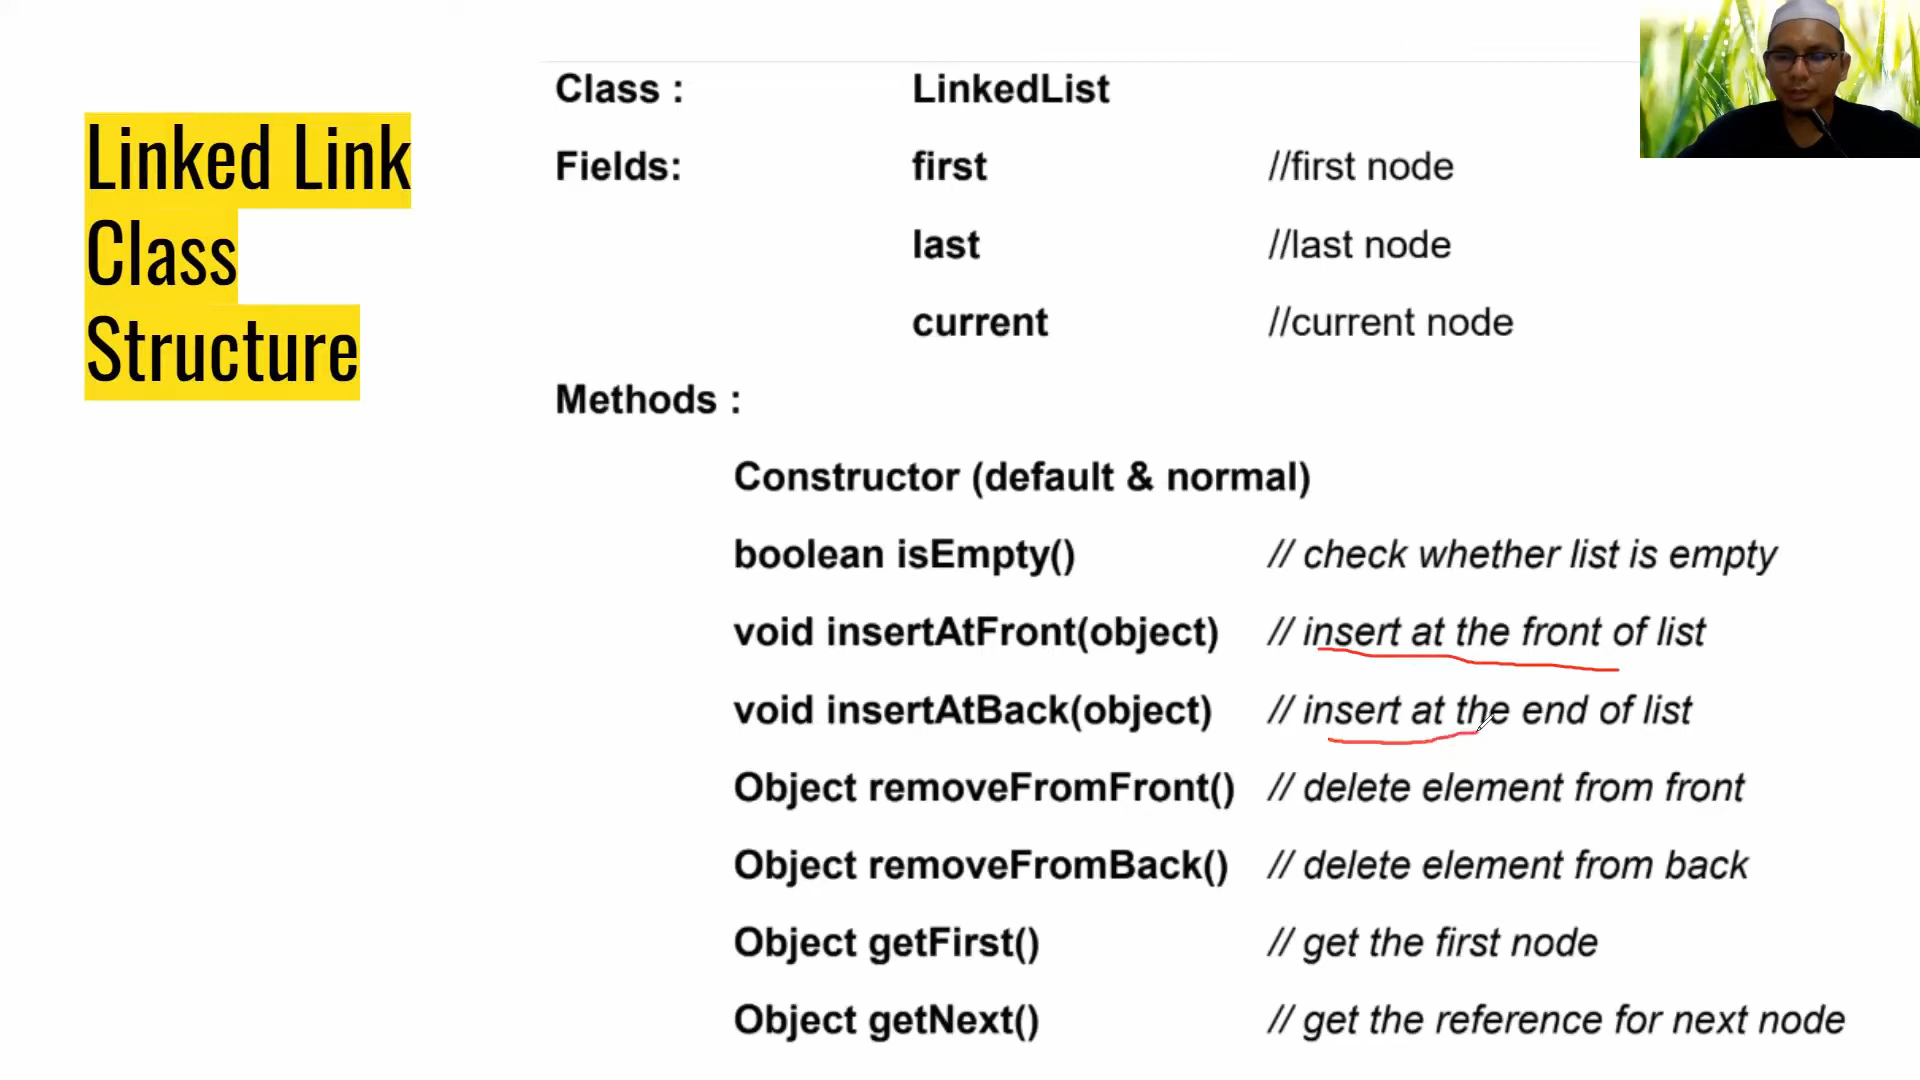 Linked Link
Class
Structure
Class : LinkedList
Fields: first //first node
last //last node
current //current node
Methods :
Constructor (default & normal)
boolean isEmpty() // check whether list is empty
void insertAtFront(object) // insert at the front of list
void insertAtBack(object) // insert at the end of list
Object removeFromFront() // delete element from front
Object removeFromBack() // delete element from back
Object getFirst() // get the first node
Object getNext() // get the reference for next node